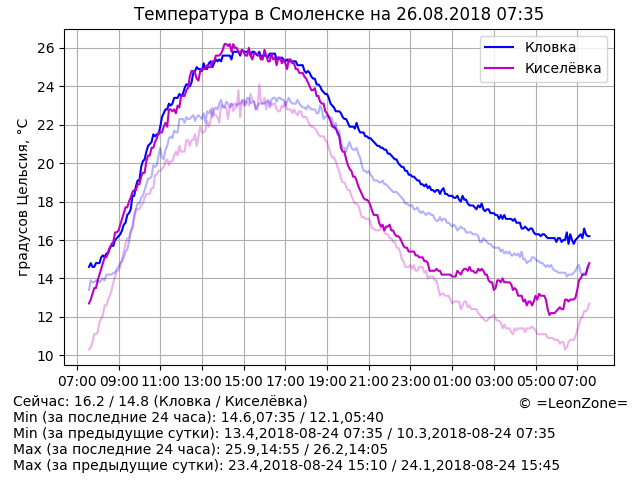 Температура в Смоленске на 26.08.2018 07:35
градусов Цельсия, °C
26
24
22
20
18
16
14
12
10
Кловка
Киселёвка
07:00 09:00 11:00 13:00 15:00 17:00 19:00 21:00 23:00 01:00 03:00 05:00 07:00
Сейчас: 16.2 / 14.8 (Кловка / Киселёвка)
© =LeonZone=
Min (за последние 24 часа): 14.6,07:35 / 12.1,05:40
Min (за предыдущие сутки): 13.4,2018-08-24 07:35 / 10.3,2018-08-24 07:35
Max (за последние 24 часа): 25.9,14:55 / 26.2,14:05
Max (за предыдущие сутки): 23.4,2018-08-24 15:10 / 24.1,2018-08-24 15:45